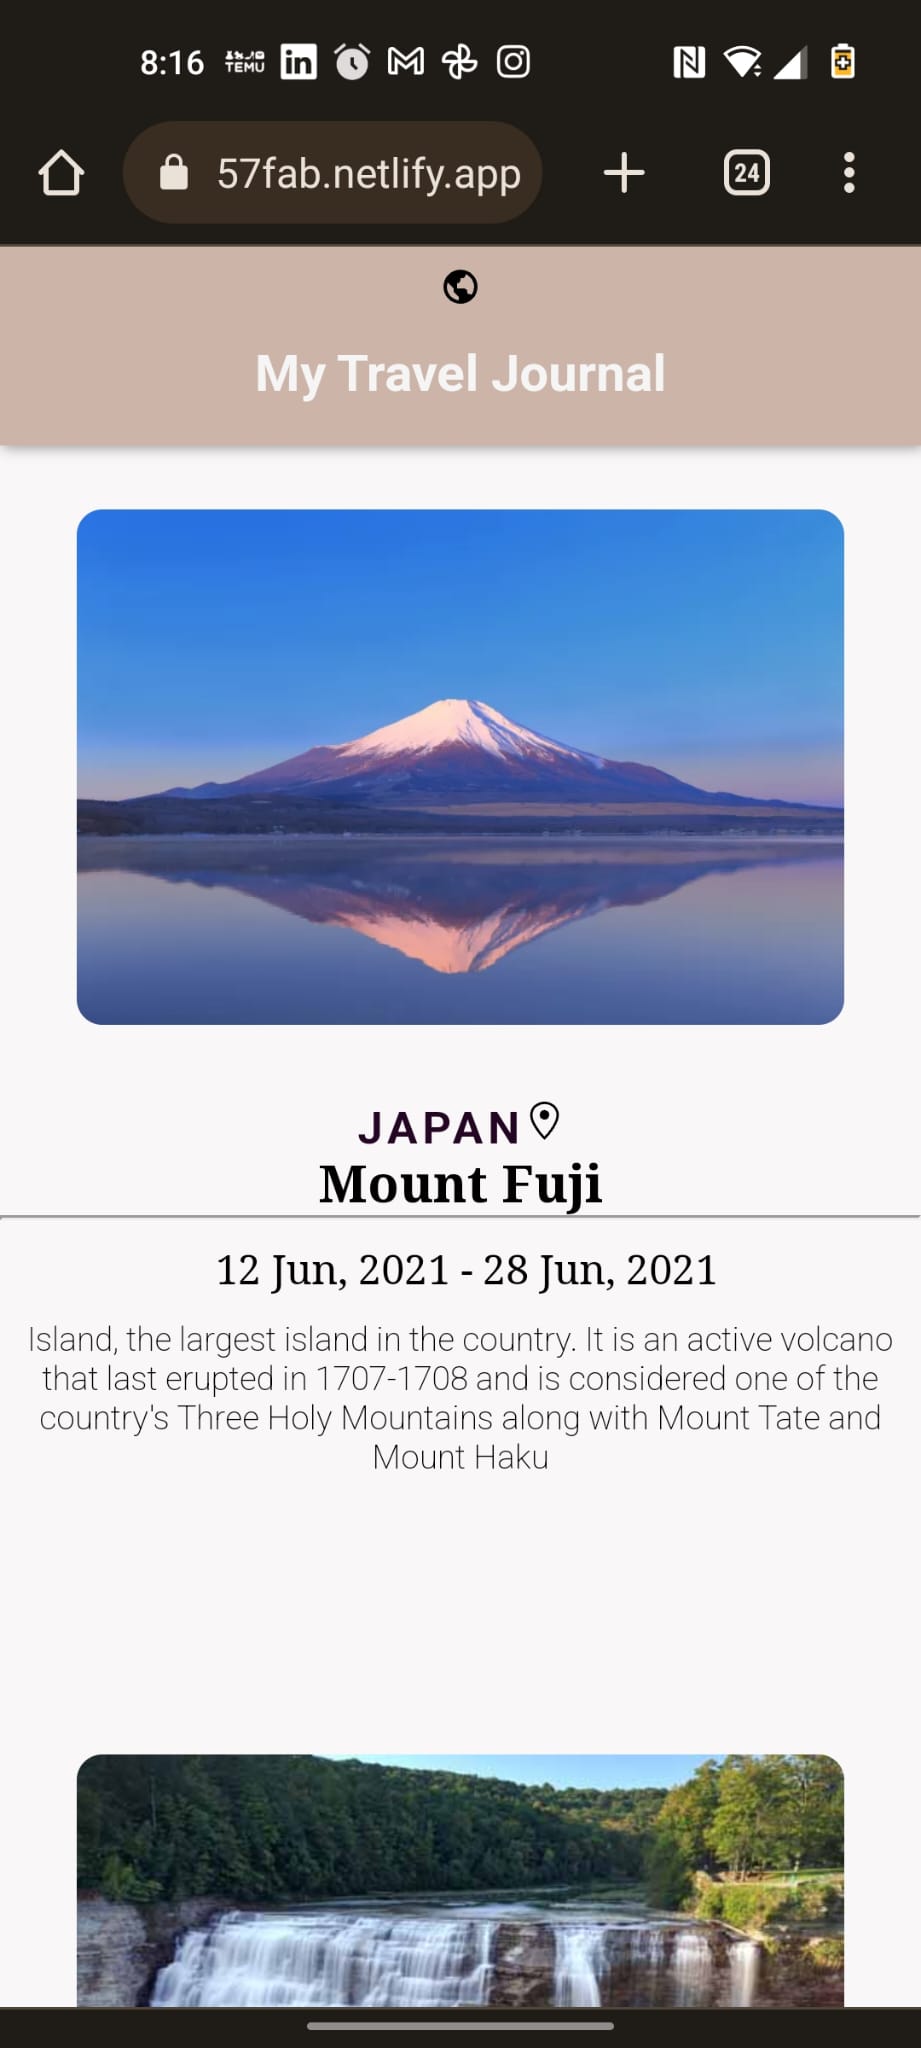 8:16
TEMU
57fab.netlify.app
24
My Travel Journal
JAPAN
Mount Fuji
12 Jun, 2021 - 28 Jun, 2021
Island, the largest island in the country. It is an active volcano
that last erupted in 1707-1708 and is considered one of the
country's Three Holy Mountains along with Mount Tate and
Mount Haku